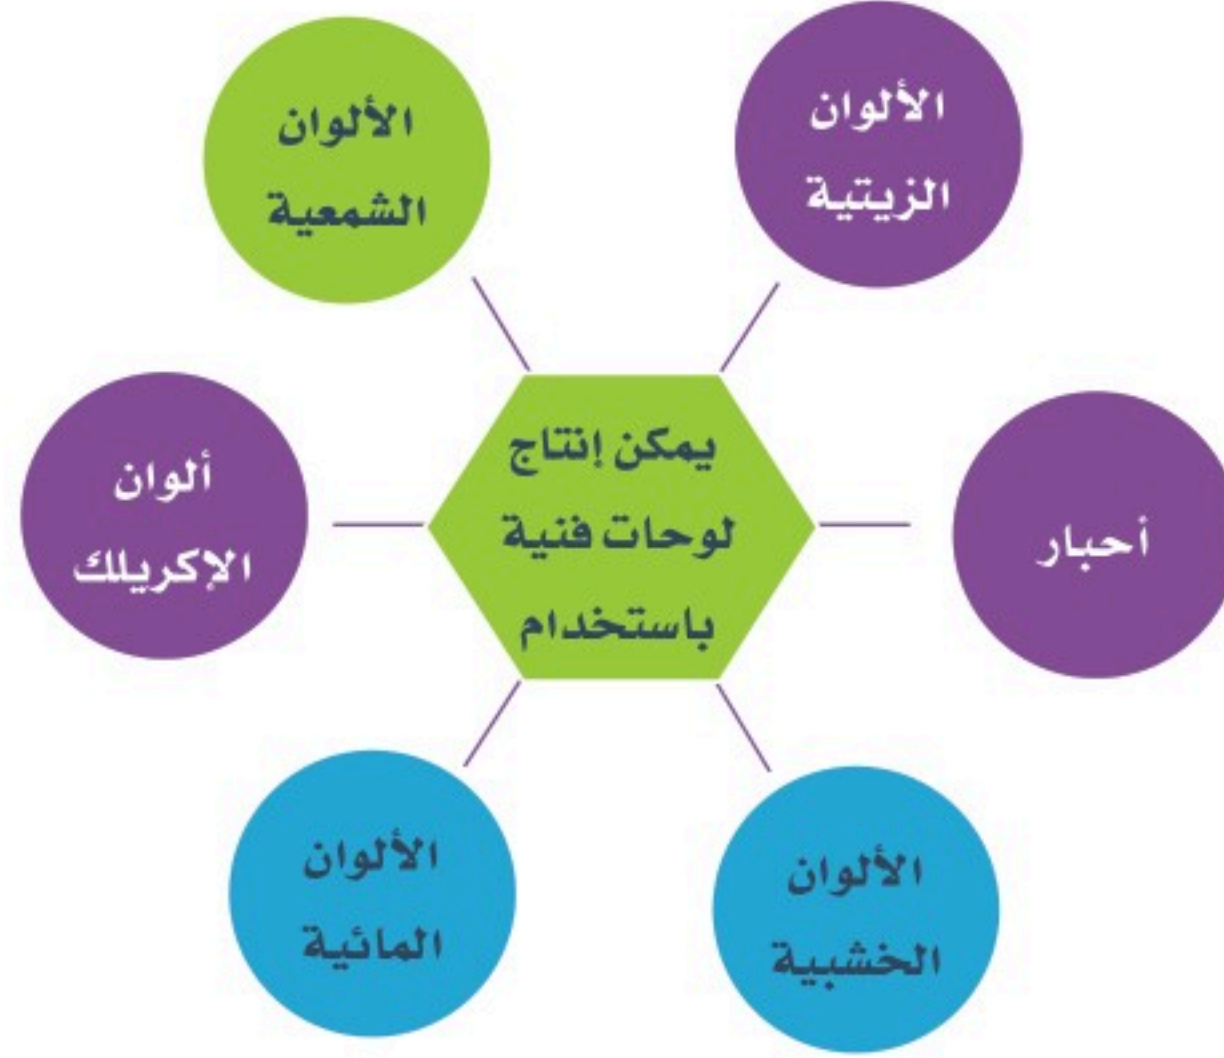 الألوان
الزيتية
الألوان
الشمعية
يمكن إنتاج
لوحات فنية
باستخدام
أحبار
ألوان
الإكريلك
الألوان
الخشبية
الألوان
المائية